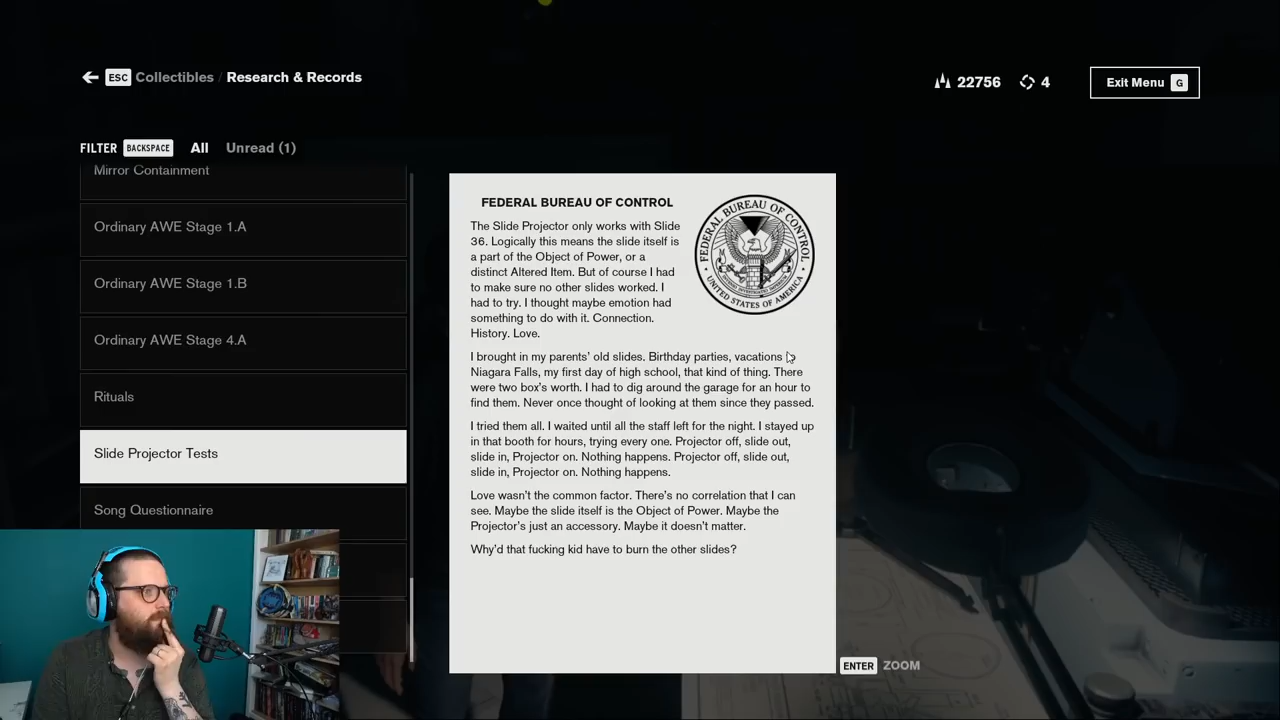 ESC Collectibles / Research & Records
22756
4
Exit Menu G
FILTER BACKSPACE All Unread (1)
Mirror Containment
Ordinary AWE Stage 1.A
Ordinary AWE Stage 1.B
Ordinary AWE Stage 4.A
Rituals
Slide Projector Tests
Song Questionnaire
FEDERAL BUREAU OF CONTROL
FEDERAL BUREAU OF CONTROL
UNITED STATES OF AMERICA
The Slide Projector only works with Slide
36. Logically this means the slide itself is
a part of the Object of Power, or a
distinct Altered Item. But of course I had
to make sure no other slides worked. I
had to try. I thought maybe emotion had
something to do with it. Connection.
History. Love.
I brought in my parents' old slides. Birthday parties, vacations
Niagara Falls, my first day of high school, that kind of thing. There
were two box's worth. I had to dig around the garage for an hour to
find them. Never once thought of looking at them since they passed.
I tried them all. I waited until all the staff left for the night. I stayed up
in that booth for hours, trying every one. Projector off, slide out,
slide in, Projector on. Nothing happens. Projector off, slide out,
slide in, Projector on. Nothing happens.
Love wasn't the common factor. There's no correlation that I can
see. Maybe the slide itself is the Object of Power. Maybe the
Projector's just an accessory. Maybe it doesn't matter.
Why'd that fucking kid have to burn the other slides?
ENTER ZOOM